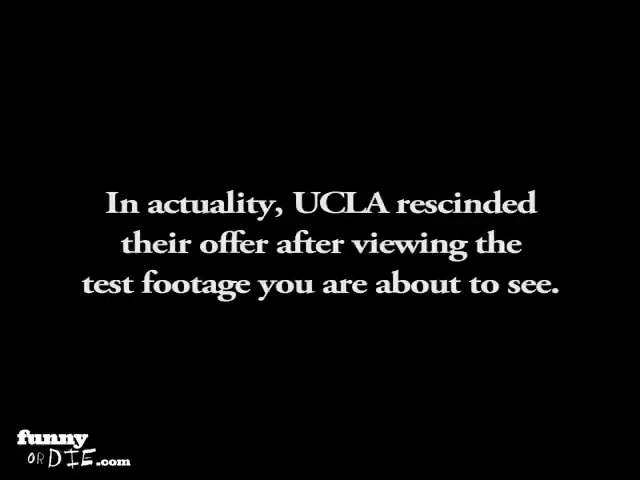 In actuality, UCLA rescinded
their offer after viewing the
test footage you are about to see.
funny
OR DIE.com